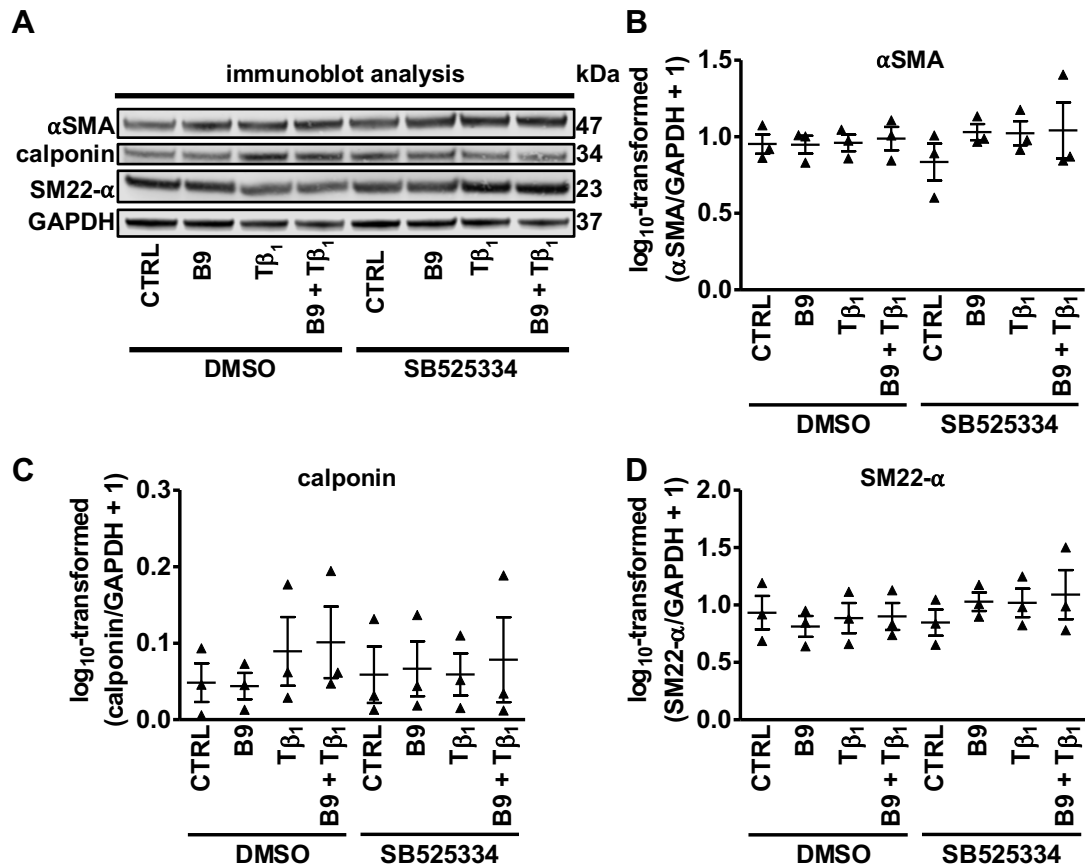 A
immunoblot analysis
kDa
αSMA
47
calponin
34
SM22-α
23
GAPDH
37
CTRL
B9
Tβ₁
B9 + Tβ₁
CTRL
B9
Tβ₁
B9 + Tβ₁
DMSO
SB525334
B
αSMA
log₁₀-transformed
(αSMA/GAPDH + 1)
1.5
1.0
0.5
0.0
CTRL
B9
Tβ₁
B9 + Tβ₁
CTRL
B9
Tβ₁
B9 + Tβ₁
DMSO
SB525334
C
calponin
log₁₀-transformed
(calponin/GAPDH + 1)
0.3
0.2
0.1
0.0
CTRL
B9
Tβ₁
B9 + Tβ₁
CTRL
B9
Tβ₁
B9 + Tβ₁
DMSO
SB525334
D
SM22-α
log₁₀-transformed
(SM22-α/GAPDH + 1)
2.0
1.5
1.0
0.5
0.0
CTRL
B9
Tβ₁
B9 + Tβ₁
CTRL
B9
Tβ₁
B9 + Tβ₁
DMSO
SB525334